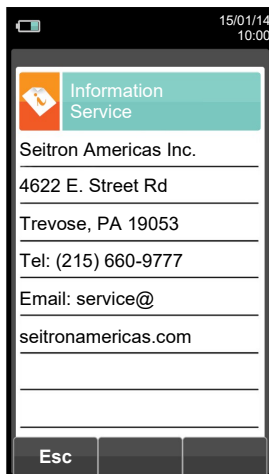 15/01/14
10:00
Information
Service
Seitron Americas Inc.
4622 E. Street Rd
Trevose, PA 19053
Tel: (215) 660-9777
Email: service@
seitronamericas.com
Esc